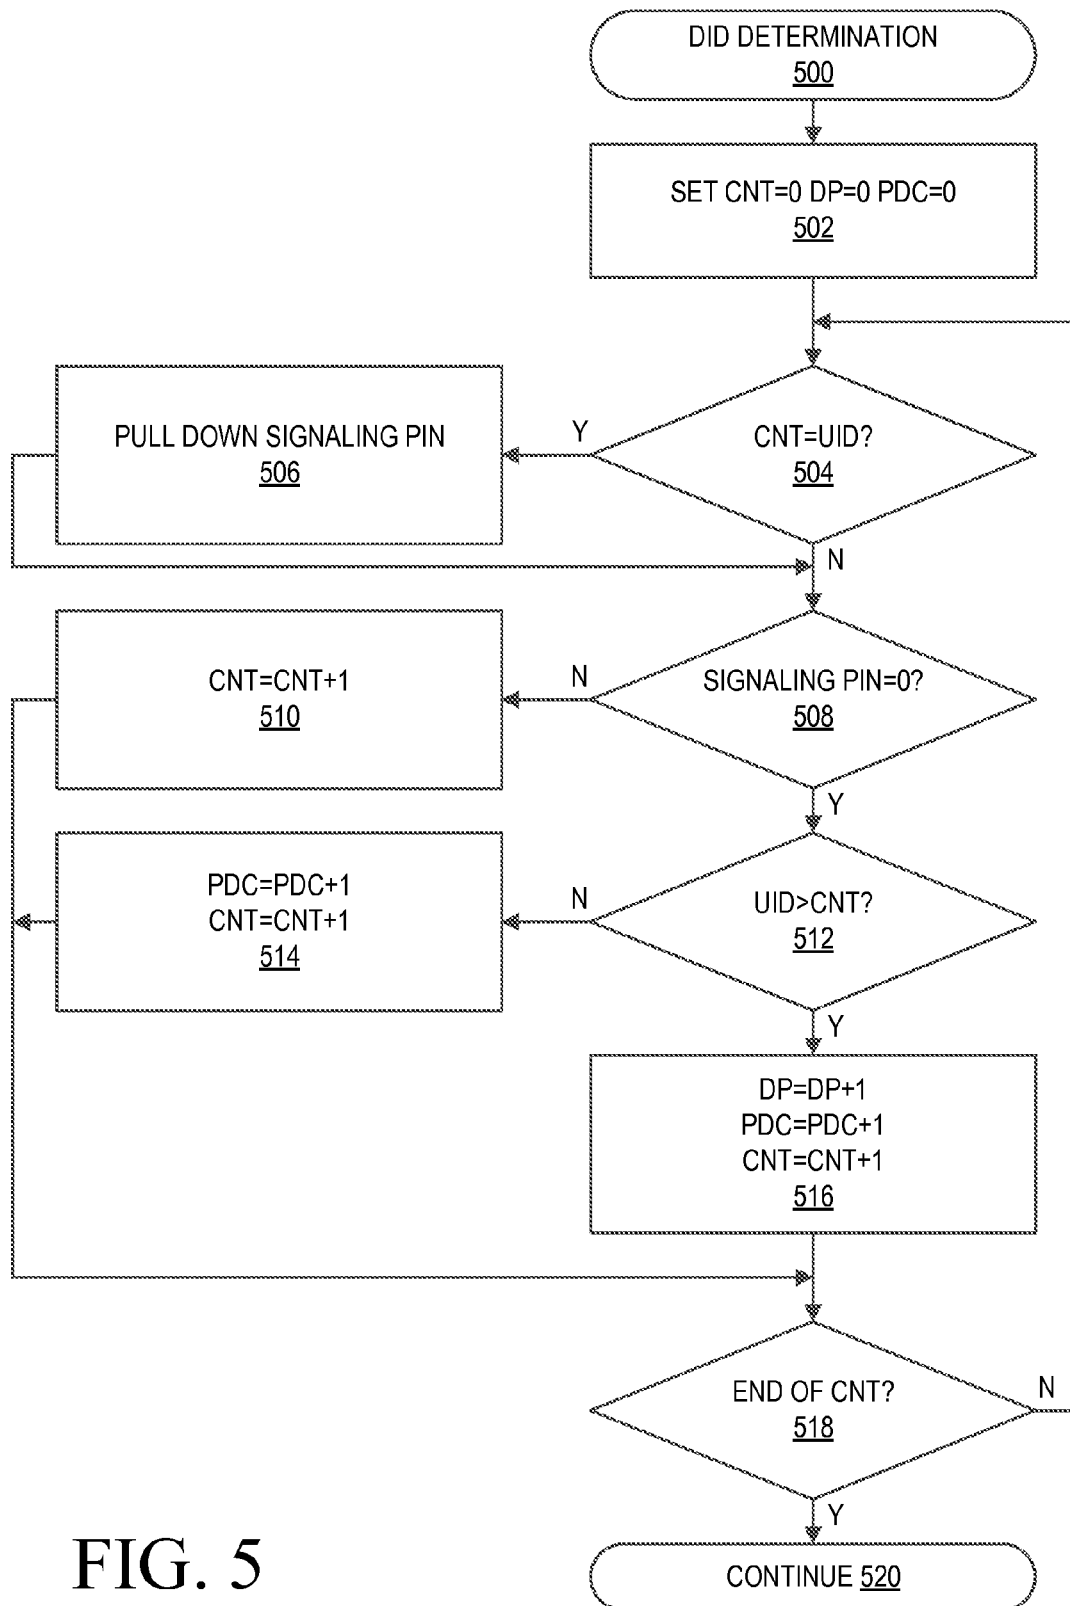 DID DETERMINATION
500
SET CNT=0 DP=0 PDC=0
502
CNT=UID?
504
Y
PULL DOWN SIGNALING PIN
506
N
SIGNALING PIN=0?
508
N
CNT=CNT+1
510
Y
UID>CNT?
512
N
PDC=PDC+1
CNT=CNT+1
514
Y
DP=DP+1
PDC=PDC+1
CNT=CNT+1
516
END OF CNT?
518
N
Y
CONTINUE 520
FIG. 5